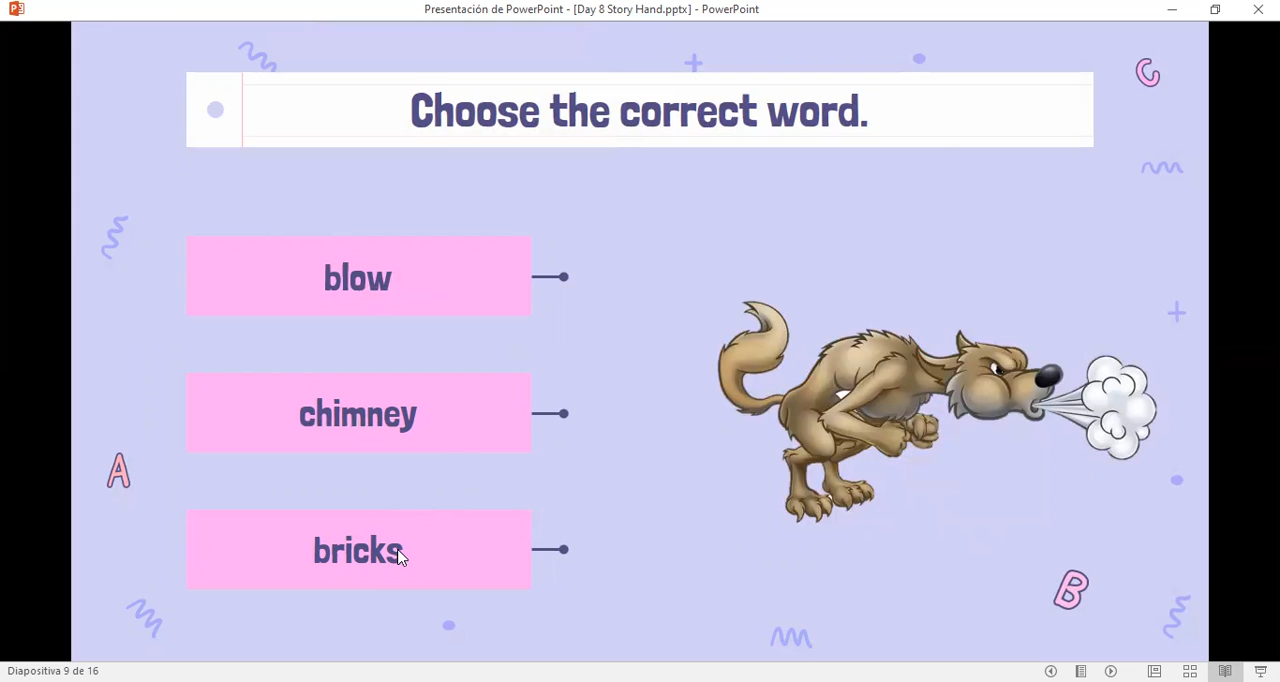 Presentación de PowerPoint - [Day 8 Story Hand.pptx] - PowerPoint
C
Choose the correct word.
blow
chimney
A
bricks
B
Diapositiva 9 de 16